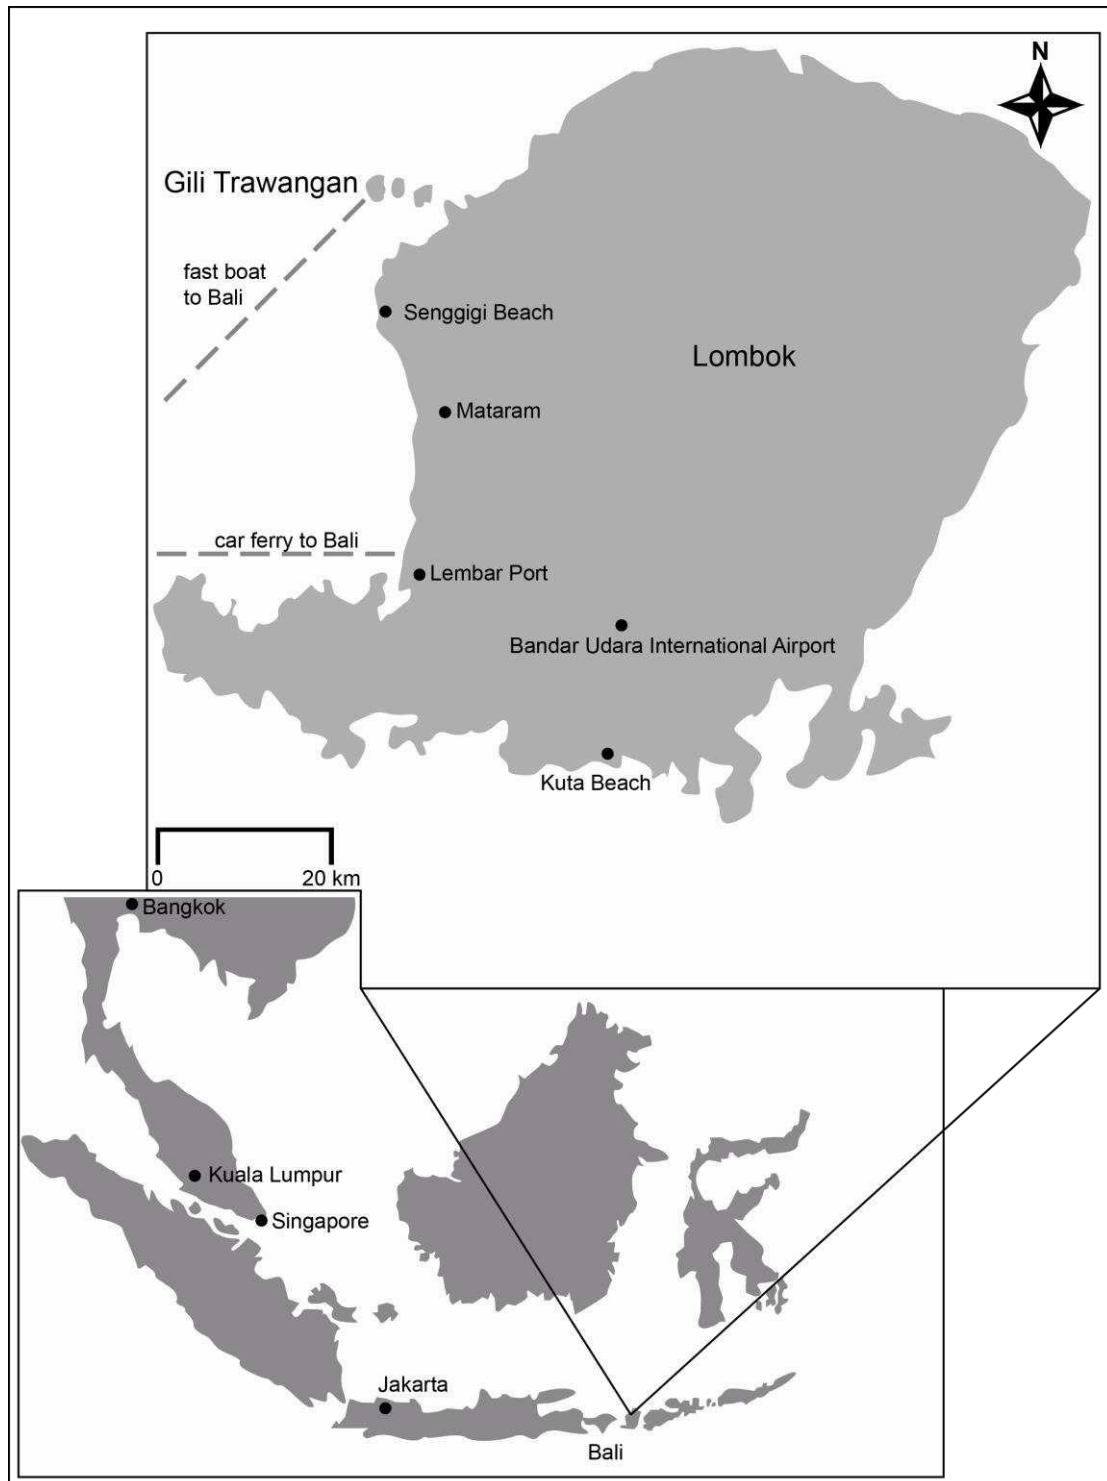 N
Gili Trawangan
fast boat
to Bali
Senggigi Beach
Lombok
Mataram
car ferry to Bali
Lembar Port
Bandar Udara International Airport
Kuta Beach
0
20 km
Bangkok
Kuala Lumpur
Singapore
Jakarta
Bali